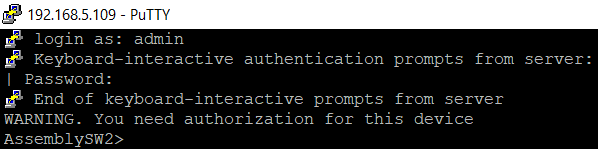 192.168.5.109 - PuTTY
login as: admin
Keyboard-interactive authentication prompts from server:
| Password:
End of keyboard-interactive prompts from server
WARNING. You need authorization for this device
AssemblySW2>